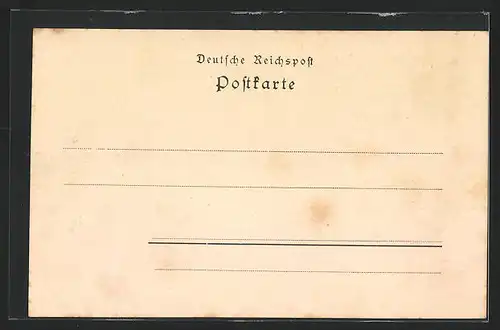 Deutſche Reichspoſt
Poſtkarte